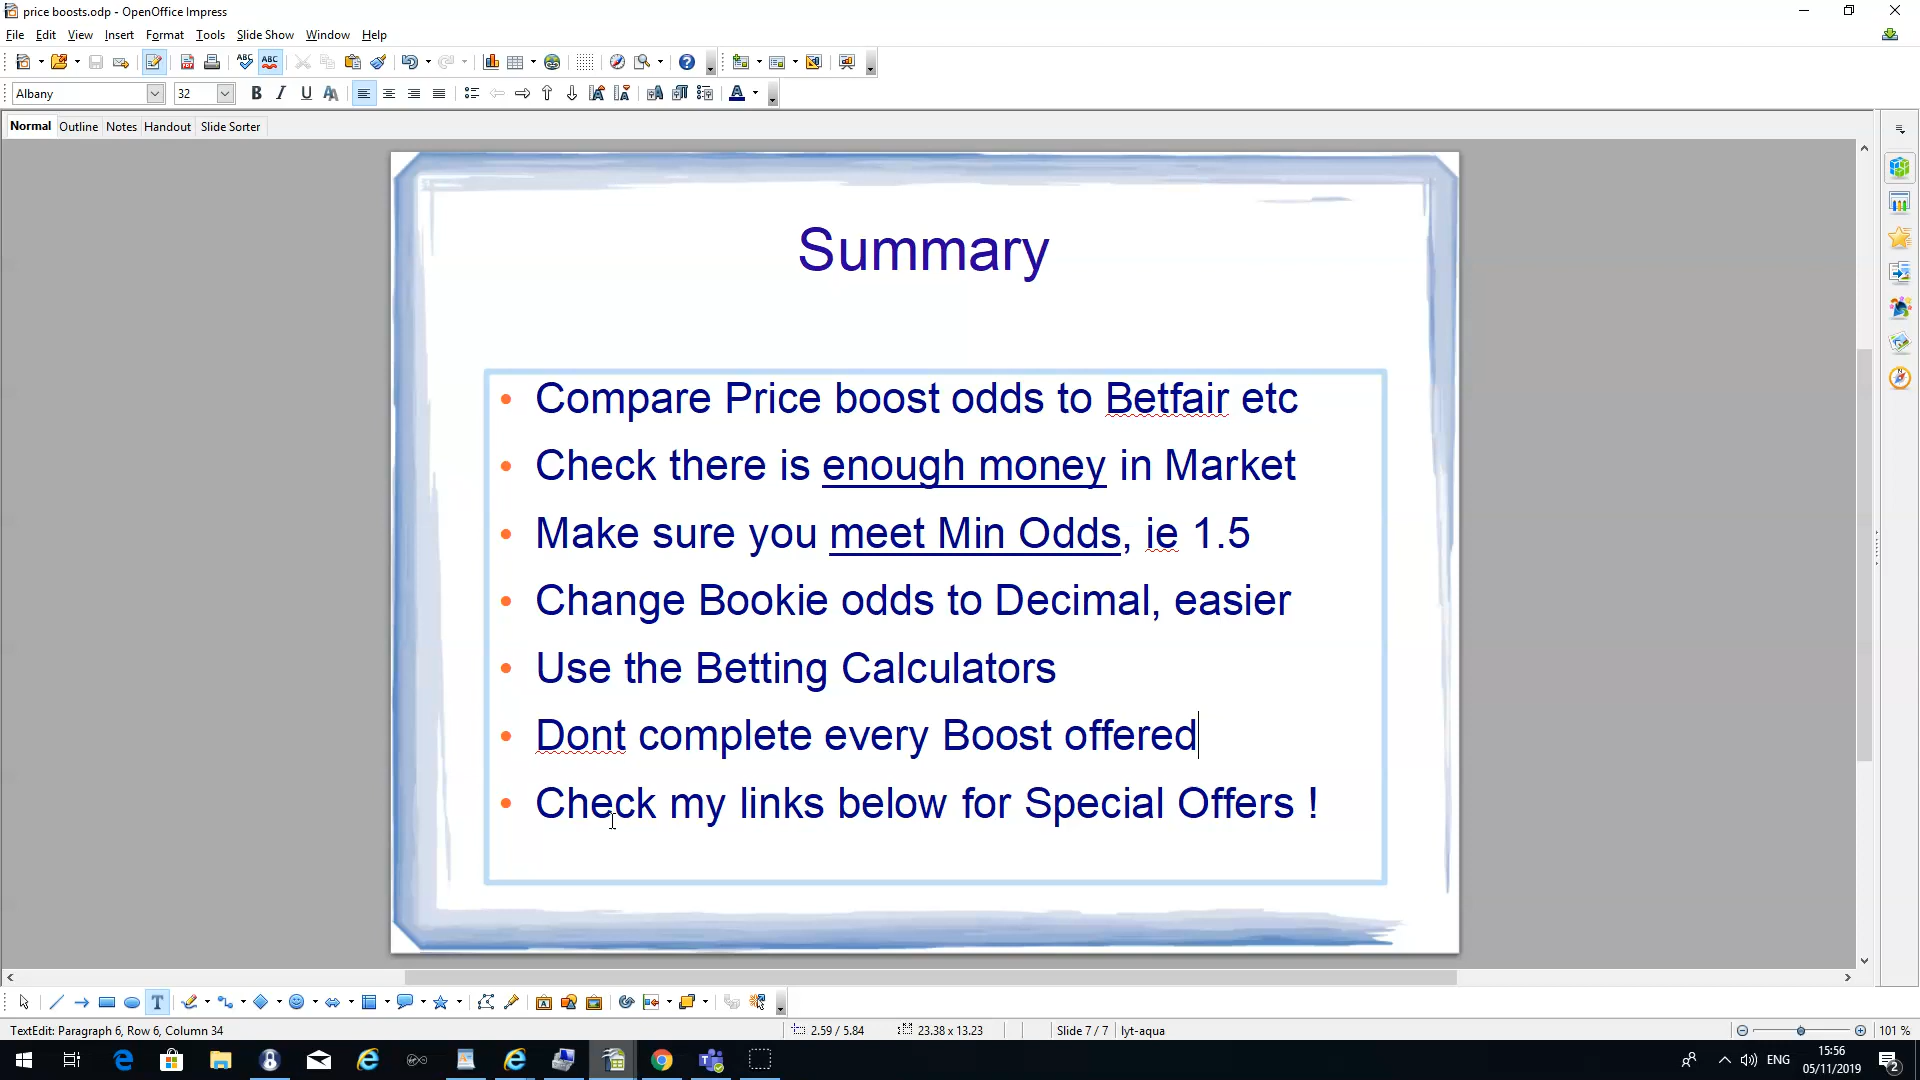 price boosts.odp - OpenOffice Impress
File Edit View Insert Format Tools Slide Show Window Help
Albany 32
Normal Outline Notes Handout Slide Sorter
Summary
Compare Price boost odds to Betfair etc
Check there is enough money in Market
Make sure you meet Min Odds, ie 1.5
Change Bookie odds to Decimal, easier
Use the Betting Calculators
Dont complete every Boost offered
Check my links below for Special Offers !
TextEdit: Paragraph 6, Row 6, Column 34 2.59 / 5.84 23.38 x 13.23 Slide 7 / 7 lyt-aqua 101 %
ENG 15:56
05/11/2019 2